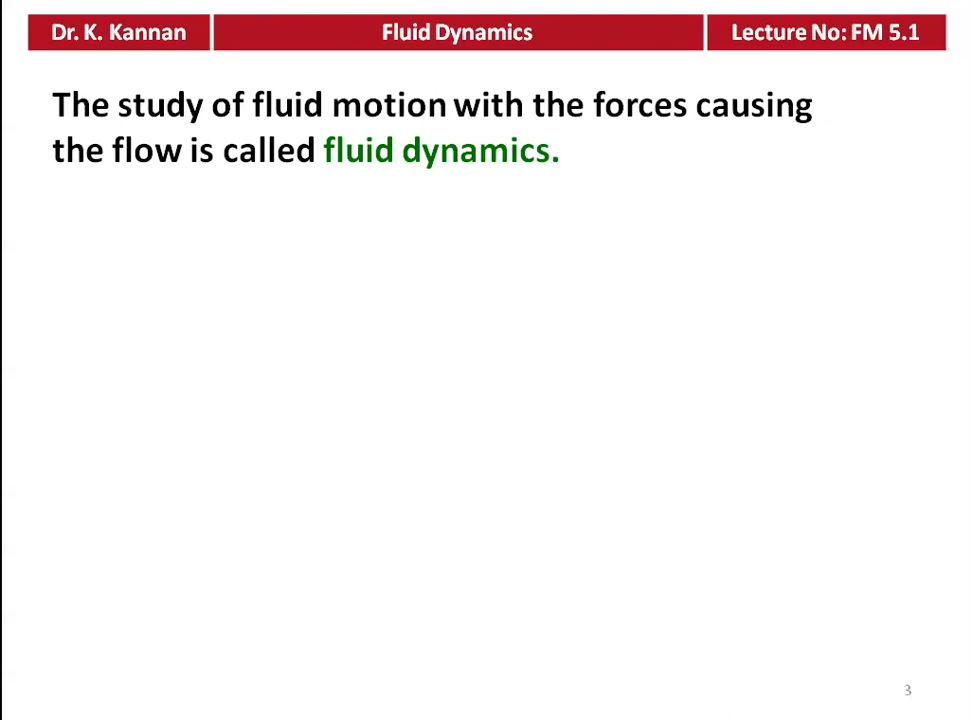 Dr. K. Kannan
Fluid Dynamics
Lecture No: FM 5.1
The study of fluid motion with the forces causing
the flow is called fluid dynamics.
3